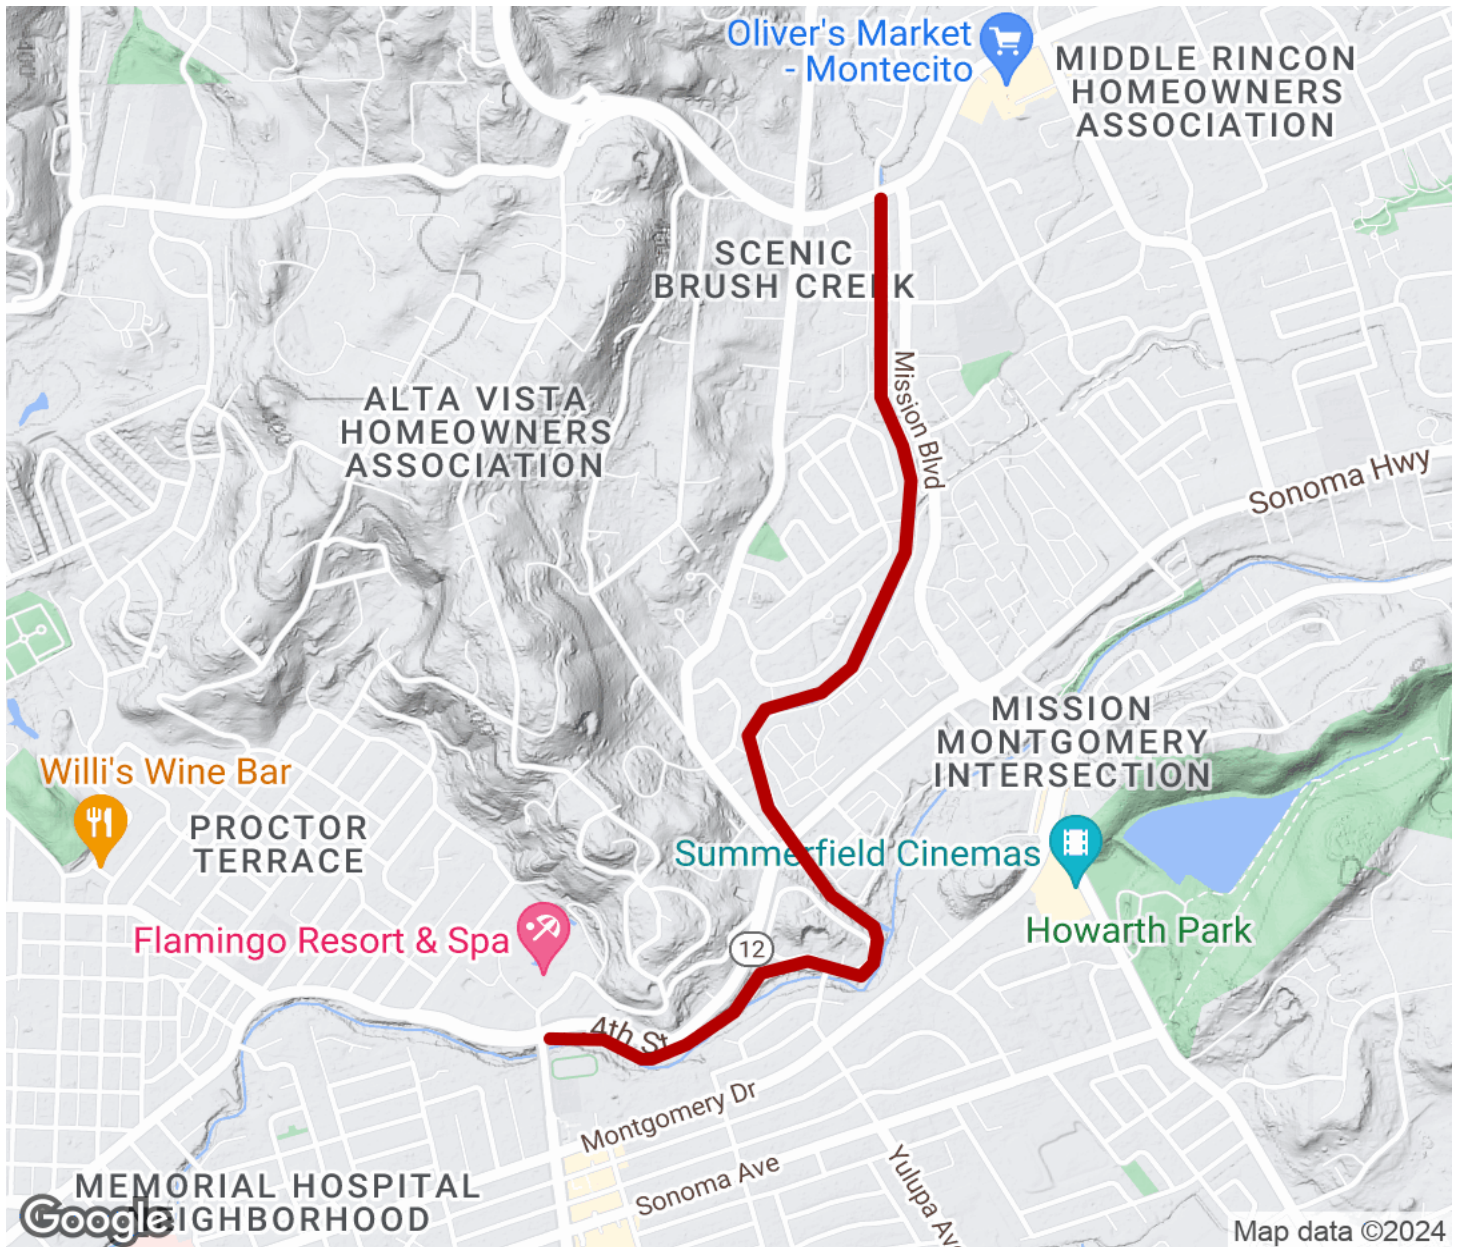 Oliver's Market
- Montecito
MIDDLE RINCON
HOMEOWNERS
ASSOCIATION
SCENIC
BRUSH CREEK
Mission Blvd
ALTA VISTA
HOMEOWNERS
ASSOCIATION
Sonoma Hwy
MISSION
MONTGOMERY
INTERSECTION
Willi's Wine Bar
PROCTOR
TERRACE
Summerfield Cinemas
Howarth Park
Flamingo Resort & Spa
12
4th St
Montgomery Dr
Sonoma Ave
Yulupa Av
MEMORIAL HOSPITAL
NEIGHBORHOOD
Google
Map data ©2024